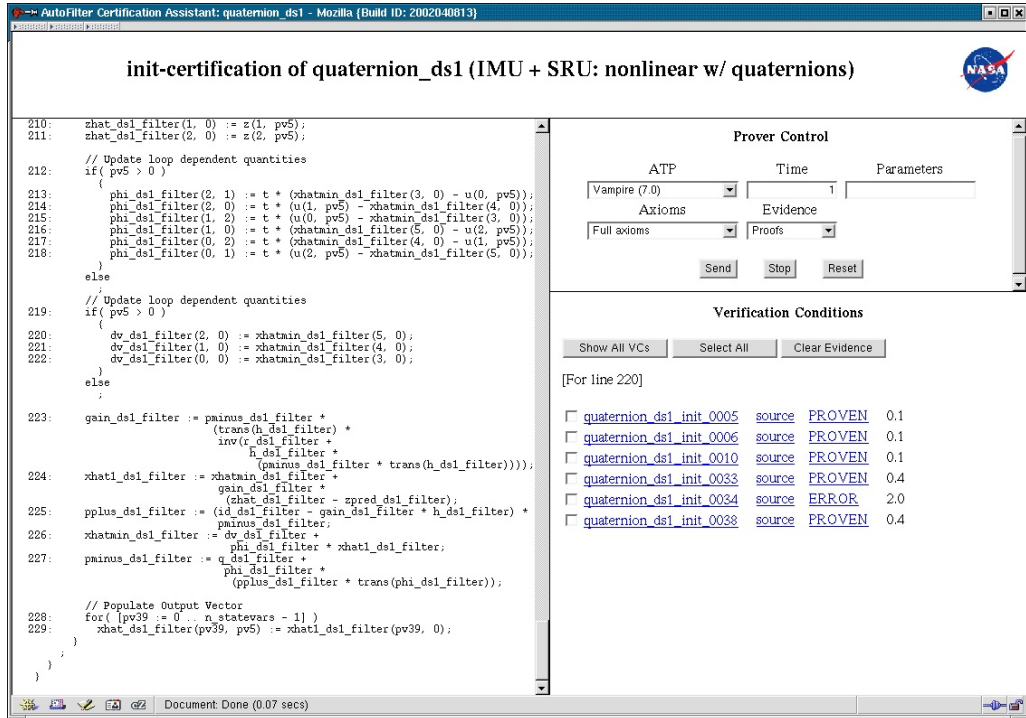 AutoFilter Certification Assistant: quaternion_ds1 - Mozilla {Build ID: 2002040813}
init-certification of quaternion_ds1 (IMU + SRU: nonlinear w/ quaternions)
NASA
210: zhat_ds1_filter(1, 0) := z(1, pv5);
211: zhat_ds1_filter(2, 0) := z(2, pv5);
// Update loop dependent quantities
212: if( pv5 > 0 )
{
213: phi_ds1_filter(2, 1) := t * (xhatmin_ds1_filter(3, 0) - u(0, pv5));
214: phi_ds1_filter(2, 0) := t * (u(1, pv5) - xhatmin_ds1_filter(4, 0));
215: phi_ds1_filter(1, 2) := t * (u(0, pv5) - xhatmin_ds1_filter(3, 0));
216: phi_ds1_filter(1, 0) := t * (xhatmin_ds1_filter(5, 0) - u(2, pv5));
217: phi_ds1_filter(0, 2) := t * (xhatmin_ds1_filter(4, 0) - u(1, pv5));
218: phi_ds1_filter(0, 1) := t * (u(2, pv5) - xhatmin_ds1_filter(5, 0));
}
else
;
// Update loop dependent quantities
219: if( pv5 > 0 )
{
220: dv_ds1_filter(2, 0) := xhatmin_ds1_filter(5, 0);
221: dv_ds1_filter(1, 0) := xhatmin_ds1_filter(4, 0);
222: dv_ds1_filter(0, 0) := xhatmin_ds1_filter(3, 0);
}
else
;
223: gain_ds1_filter := pminus_ds1_filter *
(trans(h_ds1_filter) *
inv(r_ds1_filter +
h_ds1_filter *
(pminus_ds1_filter * trans(h_ds1_filter))));
224: xhat1_ds1_filter := xhatmin_ds1_filter +
gain_ds1_filter *
(zhat_ds1_filter - zpred_ds1_filter);
225: pplus_ds1_filter := (id_ds1_filter - gain_ds1_filter * h_ds1_filter) *
pminus_ds1_filter;
226: xhatmin_ds1_filter := dv_ds1_filter +
phi_ds1_filter * xhat1_ds1_filter;
227: pminus_ds1_filter := q_ds1_filter +
phi_ds1_filter *
(pplus_ds1_filter * trans(phi_ds1_filter));
// Populate Output Vector
228: for( [pv39 := 0 .. n_statevars - 1] )
229: xhat_ds1_filter(pv39, pv5) := xhat1_ds1_filter(pv39, 0);
}
;
}
}
Prover Control
ATP Time Parameters
Vampire (7.0) 1
Axioms Evidence
Full axioms Proofs
Send Stop Reset
Verification Conditions
Show All VCs Select All Clear Evidence
[For line 220]
quaternion_ds1_init_0005 source PROVEN 0.1
quaternion_ds1_init_0006 source PROVEN 0.1
quaternion_ds1_init_0010 source PROVEN 0.1
quaternion_ds1_init_0033 source PROVEN 0.4
quaternion_ds1_init_0034 source ERROR 2.0
quaternion_ds1_init_0038 source PROVEN 0.4
Document: Done (0.07 secs)